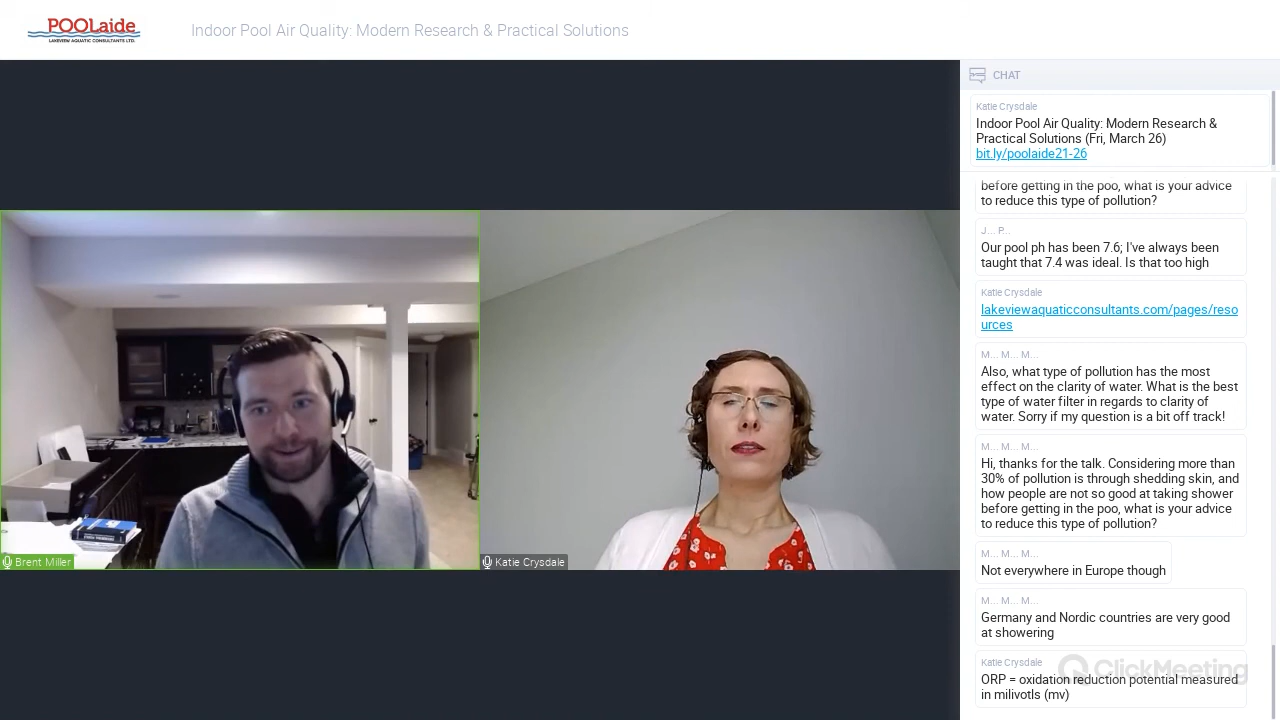 POOLaide
LAKEVIEW AQUATIC CONSULTANTS LTD.
Indoor Pool Air Quality: Modern Research & Practical Solutions
CHAT
Katie Crysdale
Indoor Pool Air Quality: Modern Research &
Practical Solutions (Fri, March 26)
bit.ly/poolaide21-26
before getting in the poo, what is your advice
to reduce this type of pollution?
J... P...
Our pool ph has been 7.6; I've always been
taught that 7.4 was ideal. Is that too high
Katie Crysdale
lakeviewaquaticconsultants.com/pages/reso
urces
M... M... M...
Also, what type of pollution has the most
effect on the clarity of water. What is the best
type of water filter in regards to clarity of
water. Sorry if my question is a bit off track!
M... M... M...
Hi, thanks for the talk. Considering more than
30% of pollution is through shedding skin, and
how people are not so good at taking shower
before getting in the poo, what is your advice
to reduce this type of pollution?
M... M... M...
Not everywhere in Europe though
M... M... M...
Germany and Nordic countries are very good
at showering
Katie Crysdale
ORP = oxidation reduction potential measured
in milivotls (mv)
ClickMeeting
Brent Miller
Katie Crysdale